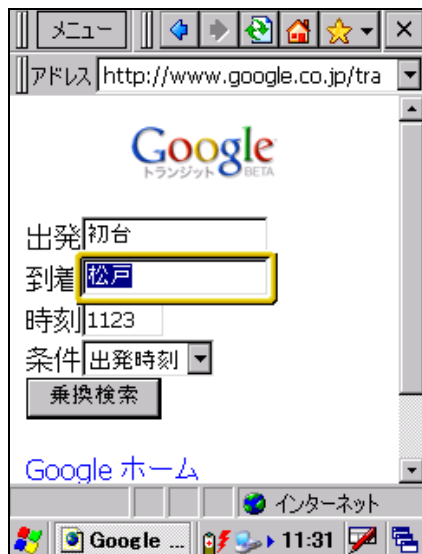 メニュー
アドレス http://www.google.co.jp/tra
Google
トランジット BETA
出発 初台
到着 松戸
時刻 1123
条件 出発時刻
乗換検索
Google ホーム
インターネット
Google ... 11:31